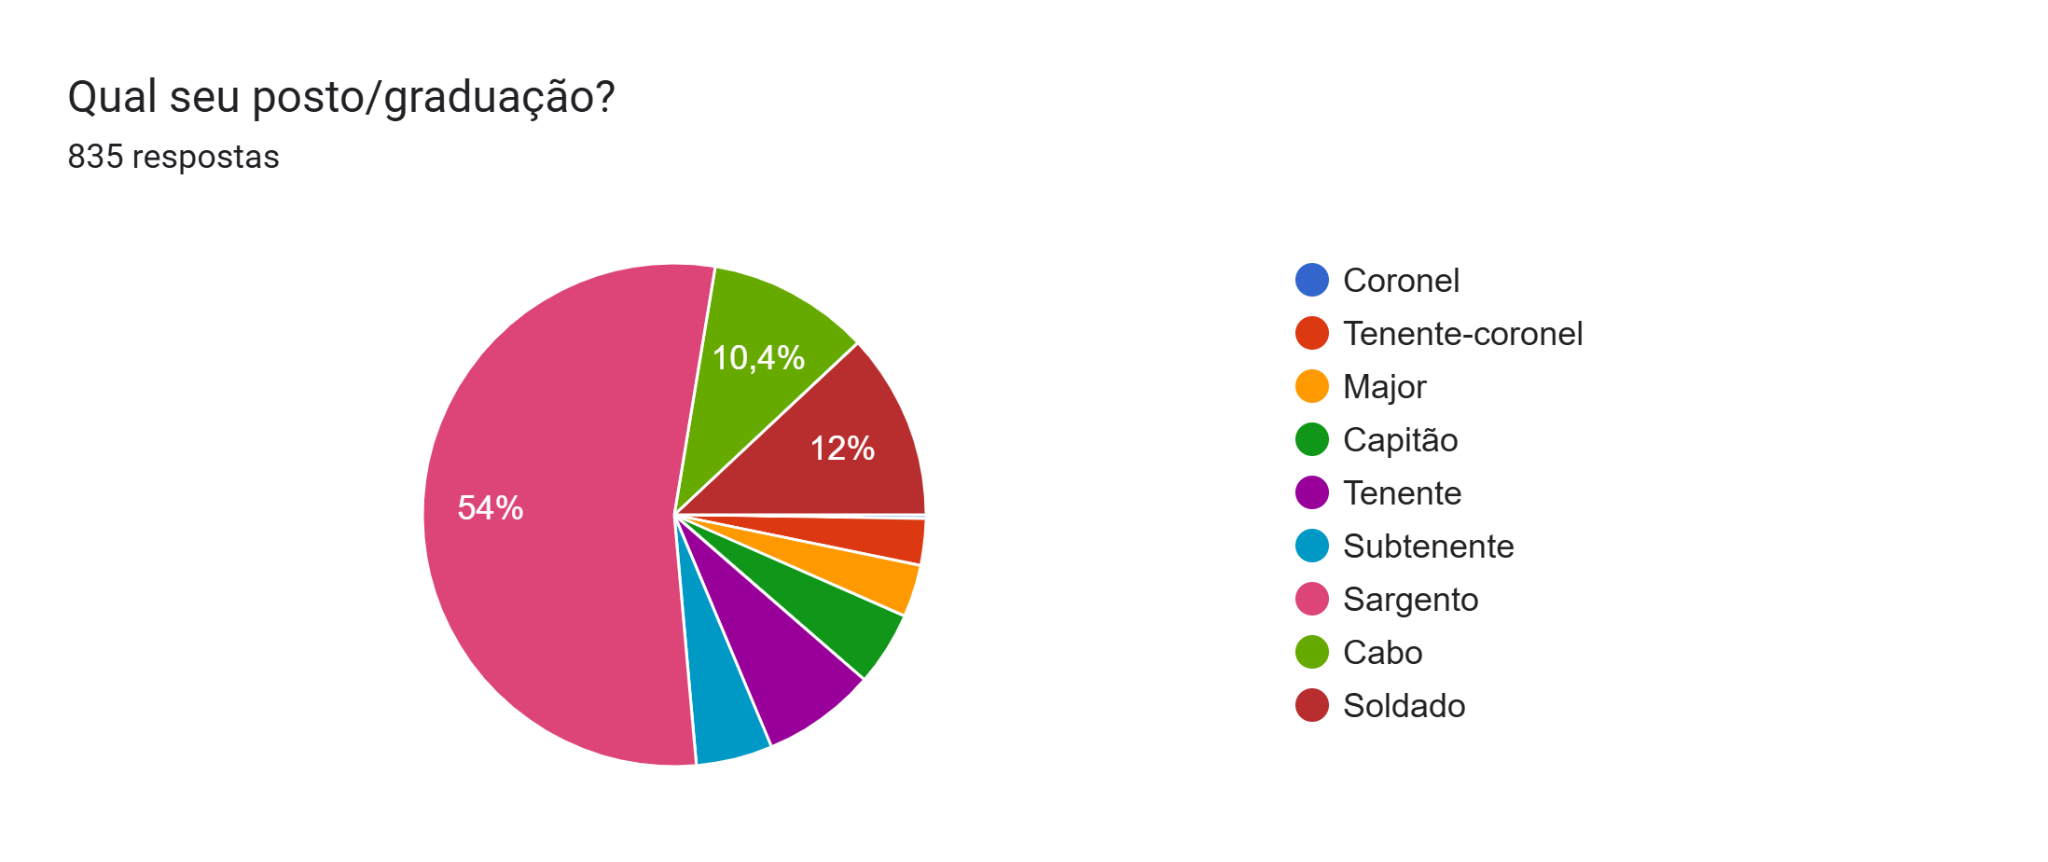 Qual seu posto/graduação?
835 respostas
10,4%
12%
54%
Coronel
Tenente-coronel
Major
Capitão
Tenente
Subtenente
Sargento
Cabo
Soldado